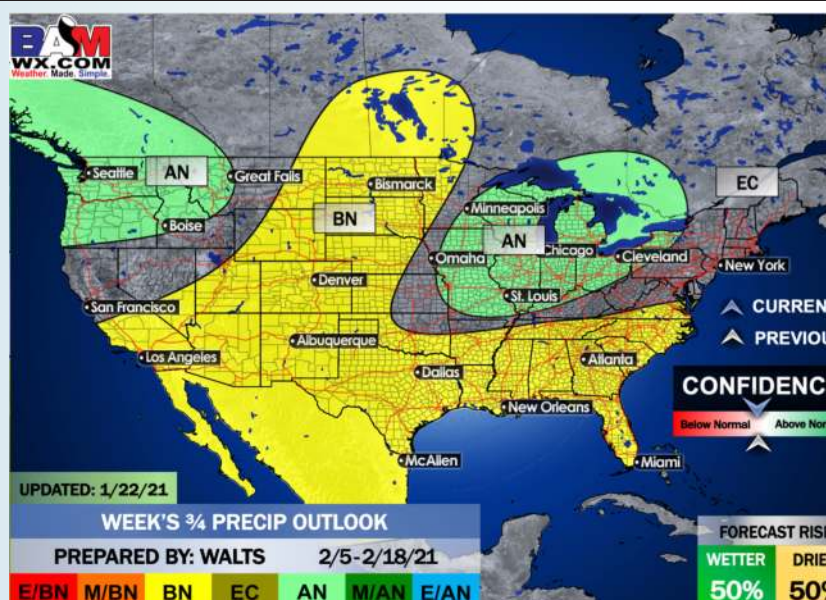 BAM
WX.COM
Weather. Made. Simple.
Seattle
AN
Great Falls
Bismarck
Minneapolis
EC
Boise
BN
AN
Chicago
Omaha
Cleveland
New York
Denver
St. Louis
San Francisco
CURREN
PREVIOU
Albuquerque
Los Angeles
Atlanta
Dallas
CONFIDENC
New Orleans
Below Normal
Above Nor
McAllen
Miami
UPDATED: 1/22/21
WEEK'S ¾ PRECIP OUTLOOK
PREPARED BY: WALTS 2/5-2/18/21
E/BN M/BN BN EC AN M/AN E/AN
FORECAST RIS
WETTER DRIE
50% 50%